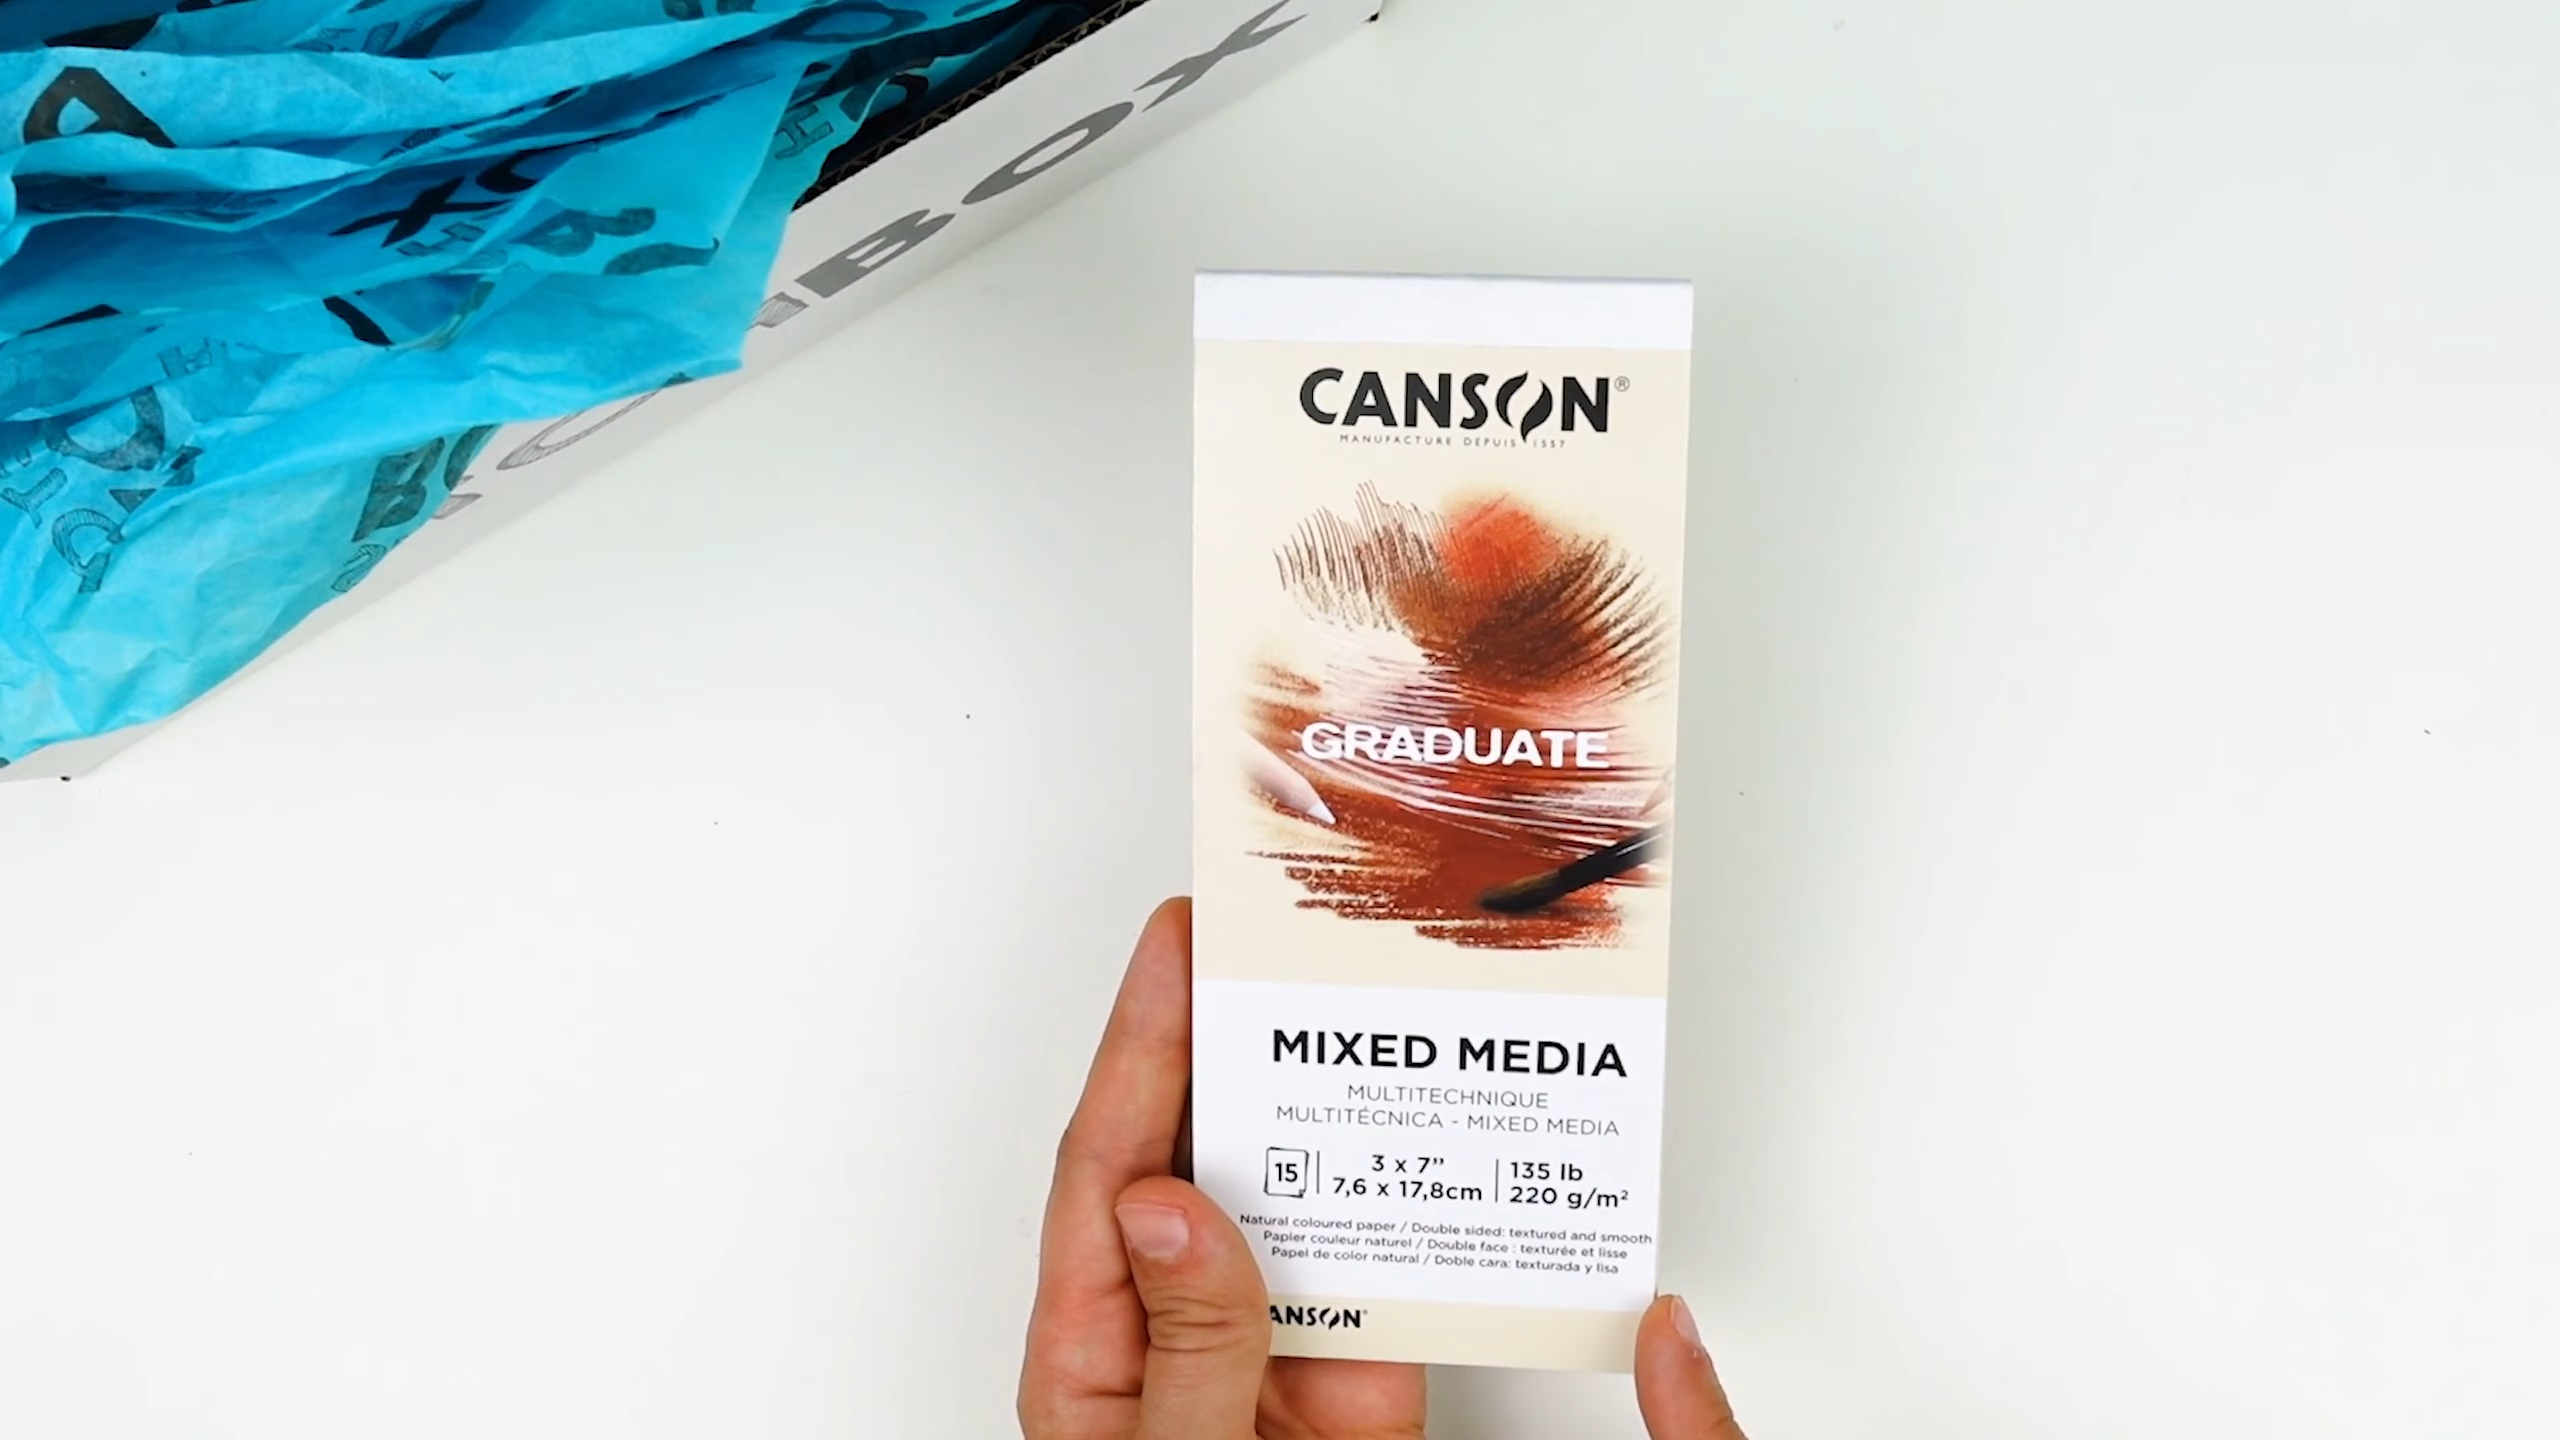 BOX
CANSON®
MANUFACTURE DEPUIS 1557
GRADUATE
MIXED MEDIA
MULTITECHNIQUE
MULTITÉCNICA - MIXED MEDIA
15
3 x 7”
7,6 x 17,8cm
135 lb
220 g/m²
Natural coloured paper / Double sided: textured and smooth
Papier couleur naturel / Double face : texturée et lisse
Papel de color natural / Doble cara: texturada y lisa
ANSON®